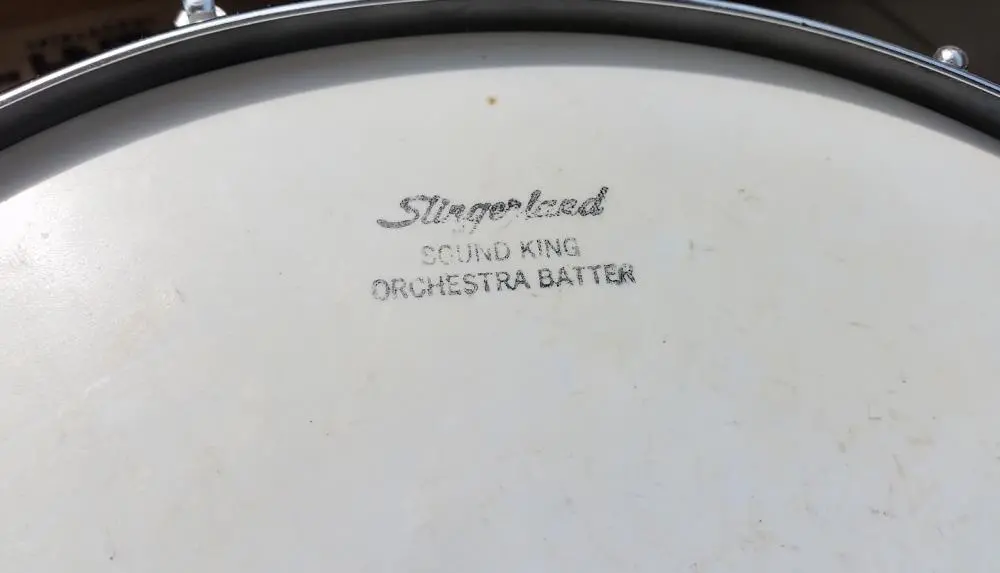 Slingerland
SOUND KING
ORCHESTRA BATTER